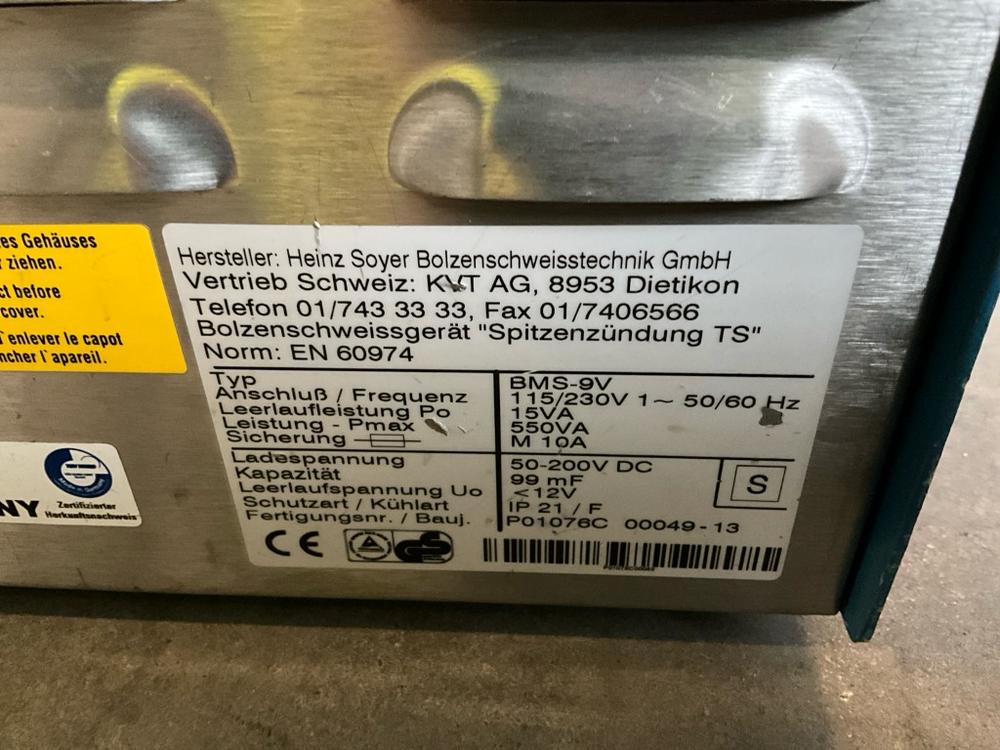 es Gehäuses
ziehen.
ct before
cover.
enlever le capot
ncher l`apareil.
NY
Zertifizierter
Herkunftsnachweis
Hersteller: Heinz Soyer Bolzenschweisstechnik GmbH
Vertrieb Schweiz: KVT AG, 8953 Dietikon
Telefon 01/743 33 33, Fax 01/7406566
Bolzenschweissgerät "Spitzenzündung TS"
Norm: EN 60974
Typ BMS-9V
Anschluß / Frequenz 115/230V 1~ 50/60 Hz
Leerlaufleistung Po 15VA
Leistung - Pmax 550VA
Sicherung M 10A
Ladespannung 50-200V DC
Kapazität 99 mF
Leerlaufspannung Uo <12V
Schutzart / Kühlart IP 21 / F
Fertigungsnr. / Bauj. P01076C 00049-13
S
CE
GS